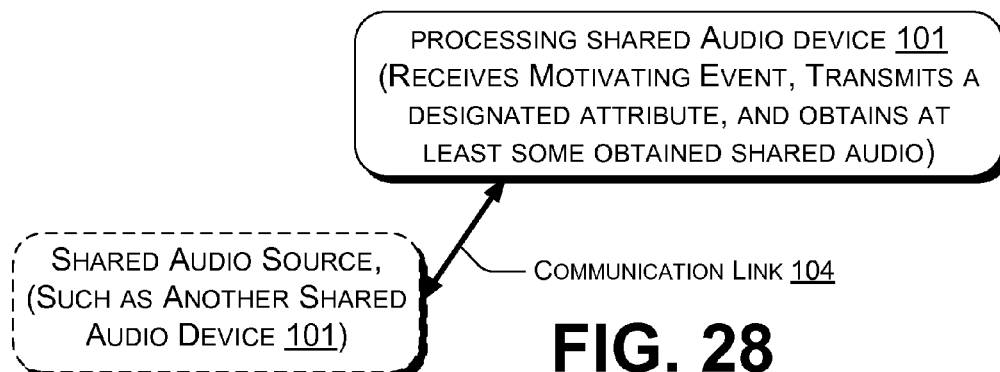 PROCESSING SHARED AUDIO DEVICE 101
(RECEIVES MOTIVATING EVENT, TRANSMITS A
DESIGNATED ATTRIBUTE, AND OBTAINS AT
LEAST SOME OBTAINED SHARED AUDIO)
SHARED AUDIO SOURCE,
(SUCH AS ANOTHER SHARED
AUDIO DEVICE 101)
COMMUNICATION LINK 104
FIG. 28